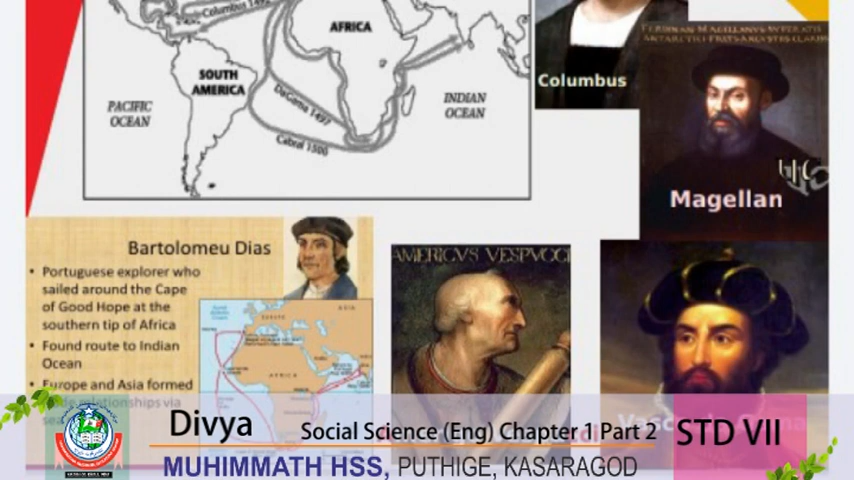 Columbus 1492
AFRICA
SOUTH
AMERICA
PACIFIC
OCEAN
INDIAN
OCEAN
DaGama 1497
Cabral 1500
Columbus
Magellan
Bartolomeu Dias
• Portuguese explorer who
sailed around the Cape
of Good Hope at the
southern tip of Africa
• Found route to Indian
Ocean
• Europe and Asia formed
relationships via
AFRICA
AMERICVS VESPVCCI
Divya
Social Science (Eng) Chapter 1 Part 2
STD VII
MUHIMMATH HSS, PUTHIGE, KASARAGOD